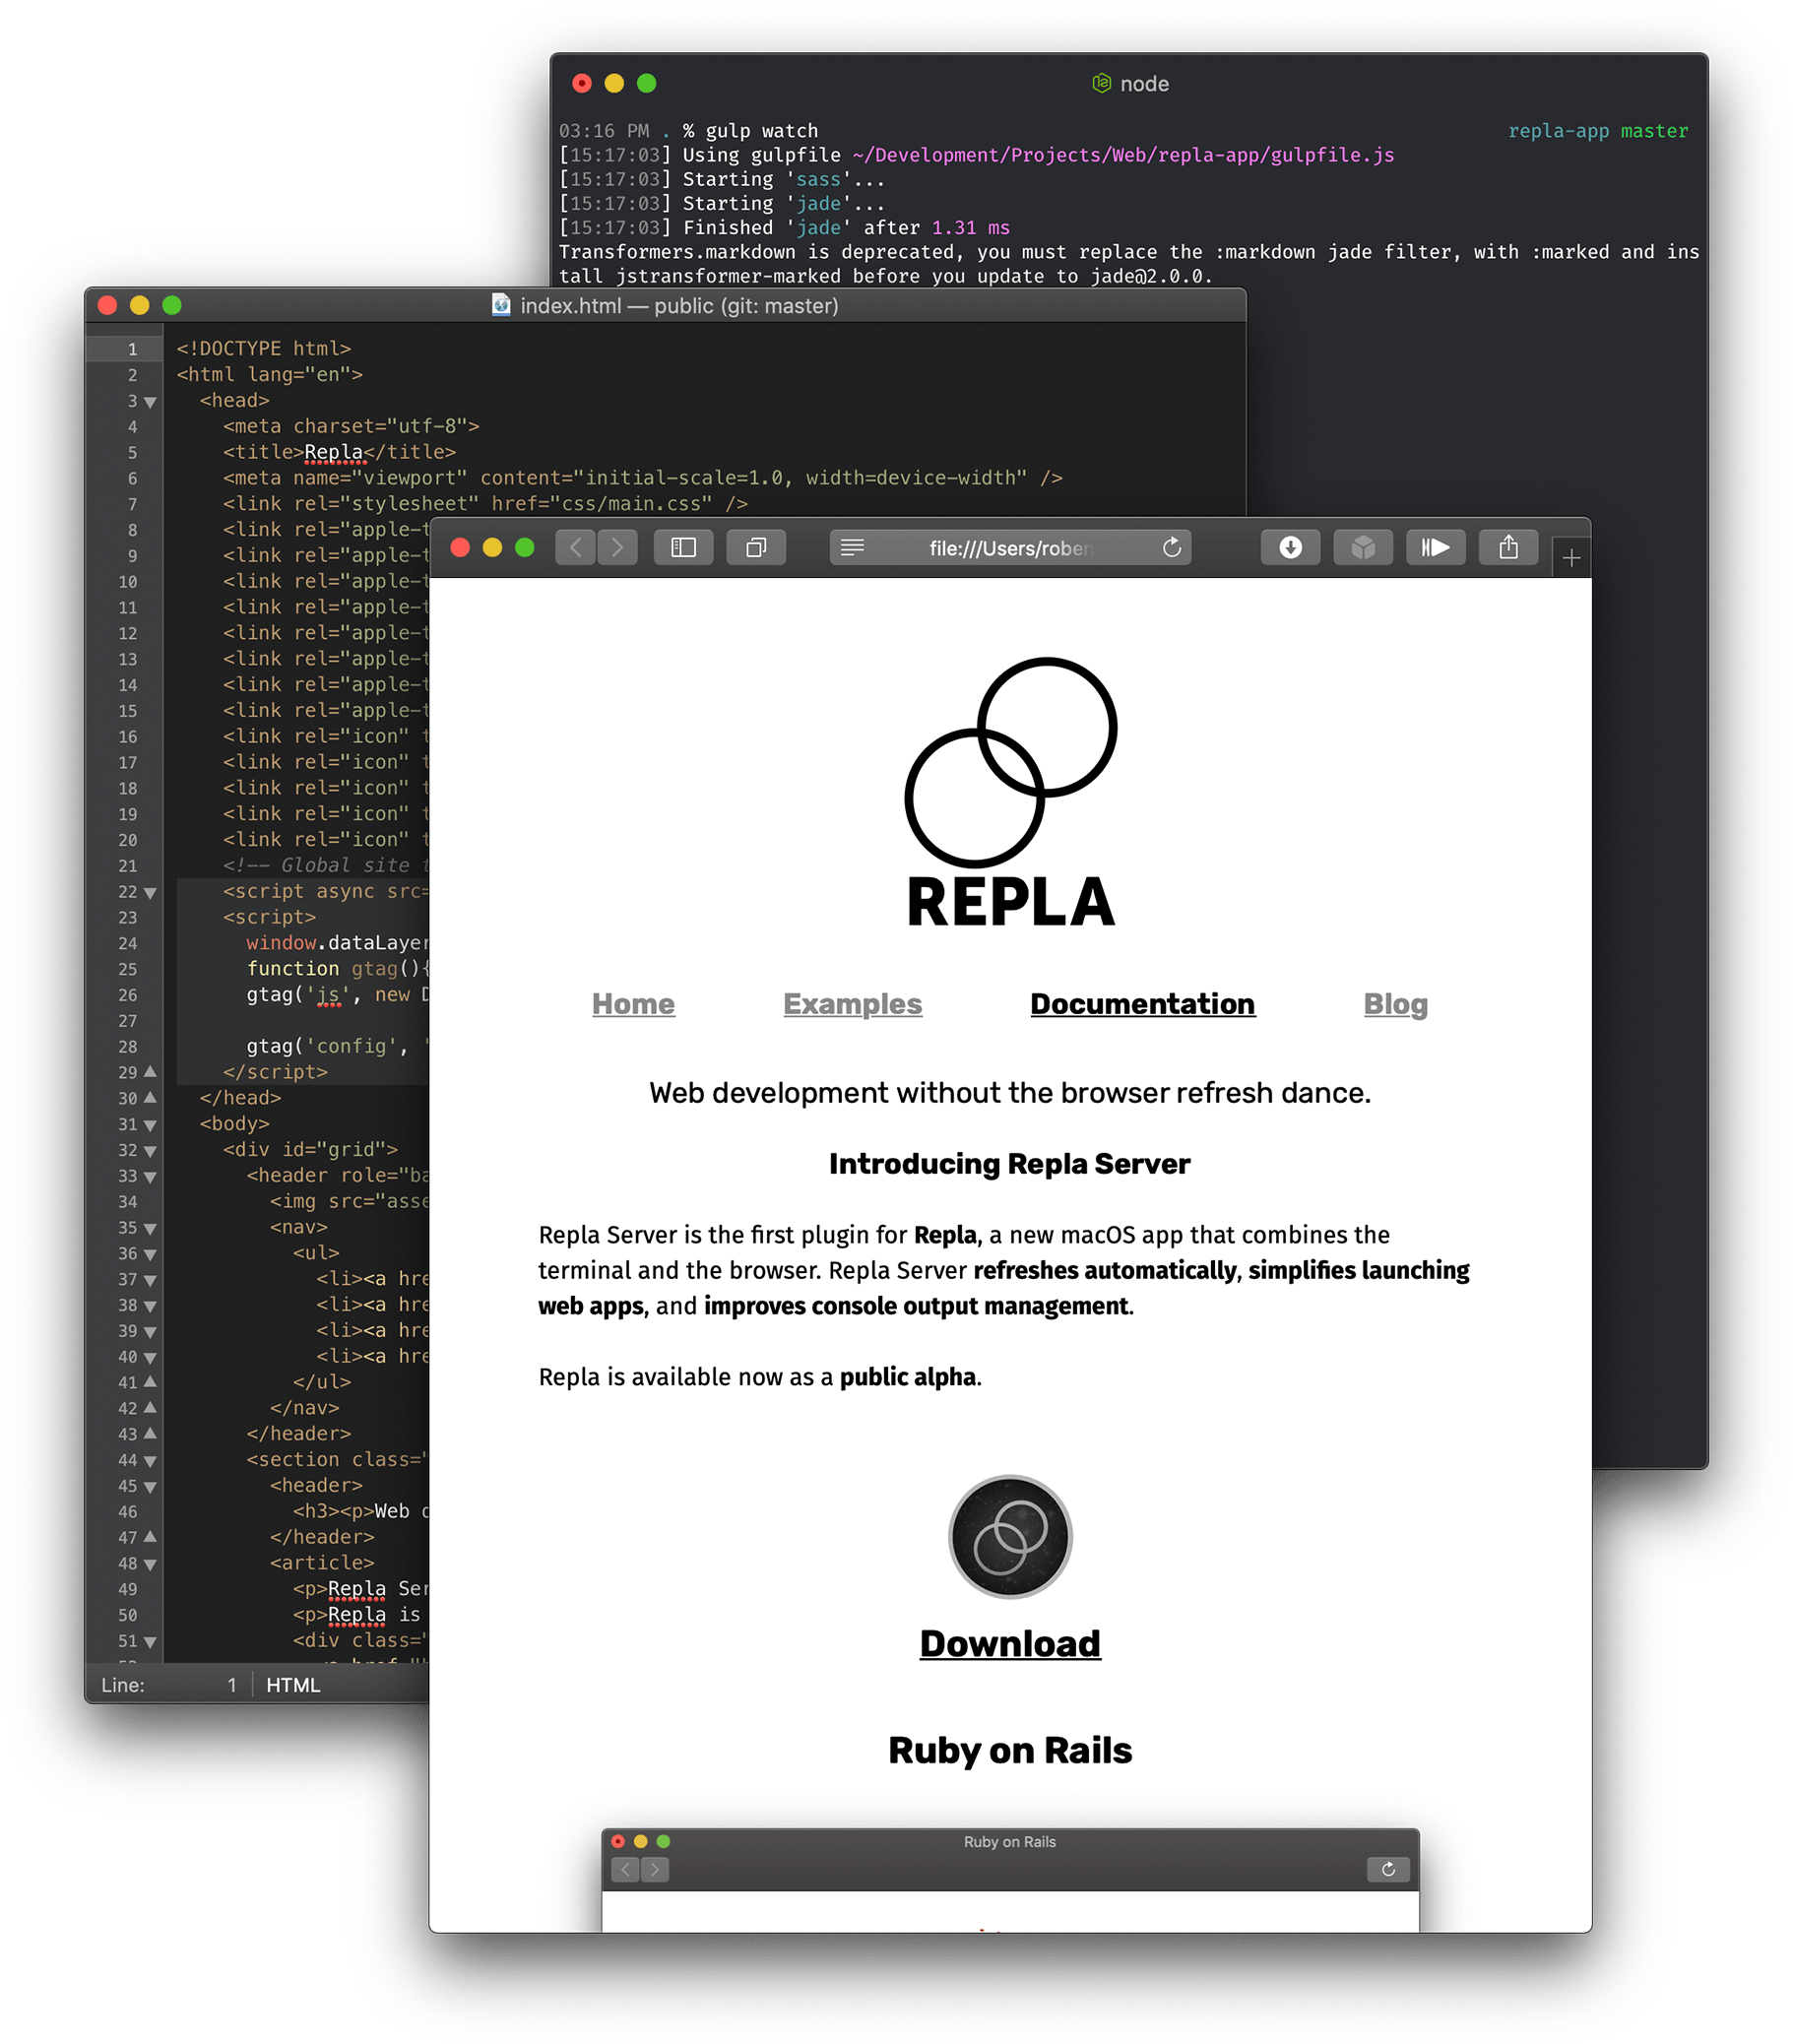 node
03:16 PM . % gulp watch repla-app master
[15:17:03] Using gulpfile ~/Development/Projects/Web/repla-app/gulpfile.js
[15:17:03] Starting 'sass'...
[15:17:03] Starting 'jade'...
[15:17:03] Finished 'jade' after 1.31 ms
Transformers.markdown is deprecated, you must replace the :markdown jade filter, with :marked and ins
tall jstransformer-marked before you update to jade@2.0.0.
index.html — public (git: master)
1 <!DOCTYPE html>
2 <html lang="en">
3 <head>
4 <meta charset="utf-8">
5 <title>Repla</title>
6 <meta name="viewport" content="initial-scale=1.0, width=device-width" />
7 <link rel="stylesheet" href="css/main.css" />
8 <link rel="apple-t
9 <link rel="apple-t
10 <link rel="apple-t
11 <link rel="apple-t
12 <link rel="apple-t
13 <link rel="apple-t
14 <link rel="apple-t
15 <link rel="apple-t
16 <link rel="icon" t
17 <link rel="icon" t
18 <link rel="icon" t
19 <link rel="icon" t
20 <link rel="icon" t
21 <!-- Global site t
22 <script async src=
23 <script>
24 window.dataLayer
25 function gtag(){
26 gtag('js', new D
27
28 gtag('config', '
29 </script>
30 </head>
31 <body>
32 <div id="grid">
33 <header role="ba
34 <img src="asse
35 <nav>
36 <ul>
37 <li><a hre
38 <li><a hre
39 <li><a hre
40 <li><a hre
41 </ul>
42 </nav>
43 </header>
44 <section class="
45 <header>
46 <h3><p>Web d
47 </header>
48 <article>
49 <p>Repla Ser
50 <p>Repla is
51 <div class="
Line: 1 HTML
file:///Users/rober
REPLA
Home Examples Documentation Blog
Web development without the browser refresh dance.
Introducing Repla Server
Repla Server is the first plugin for Repla, a new macOS app that combines the
terminal and the browser. Repla Server refreshes automatically, simplifies launching
web apps, and improves console output management.
Repla is available now as a public alpha.
Download
Ruby on Rails
Ruby on Rails